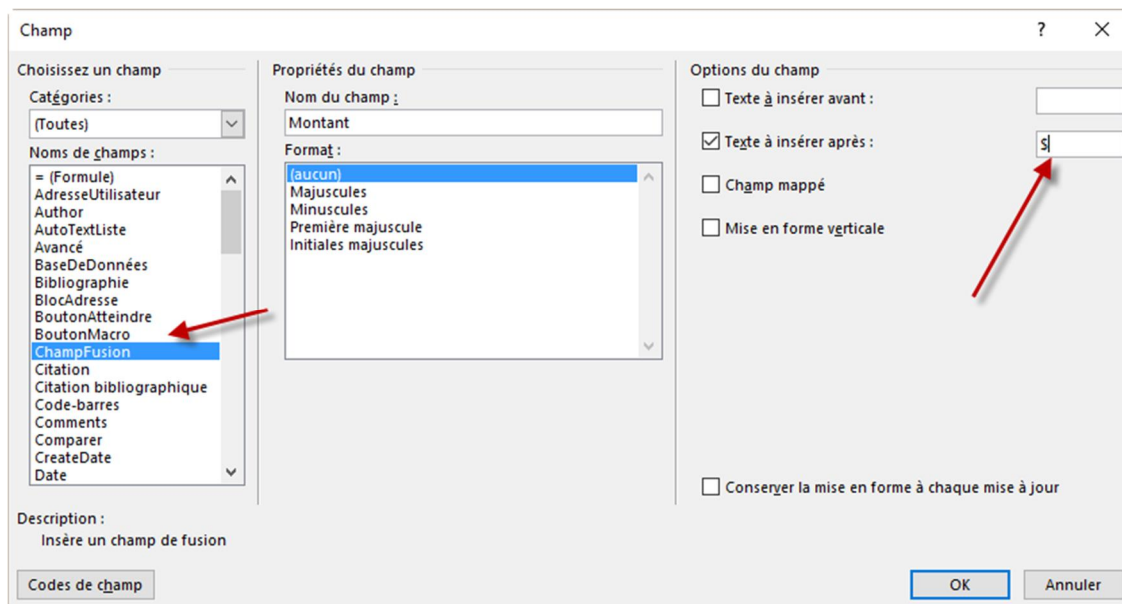 Champ
?
Choisissez un champ
Catégories :
(Toutes)
Noms de champs :
= (Formule)
AdresseUtilisateur
Author
AutoTextListe
Avancé
BaseDeDonnées
Bibliographie
BlocAdresse
BoutonAtteindre
BoutonMacro
ChampFusion
Citation
Citation bibliographique
Code-barres
Comments
Comparer
CreateDate
Date
Propriétés du champ
Nom du champ :
Montant
Format :
(aucun)
Majuscules
Minuscules
Première majuscule
Initiales majuscules
Options du champ
Texte à insérer avant :
Texte à insérer après :
$
Champ mappé
Mise en forme verticale
Conserver la mise en forme à chaque mise à jour
Description :
Insère un champ de fusion
Codes de champ
OK
Annuler